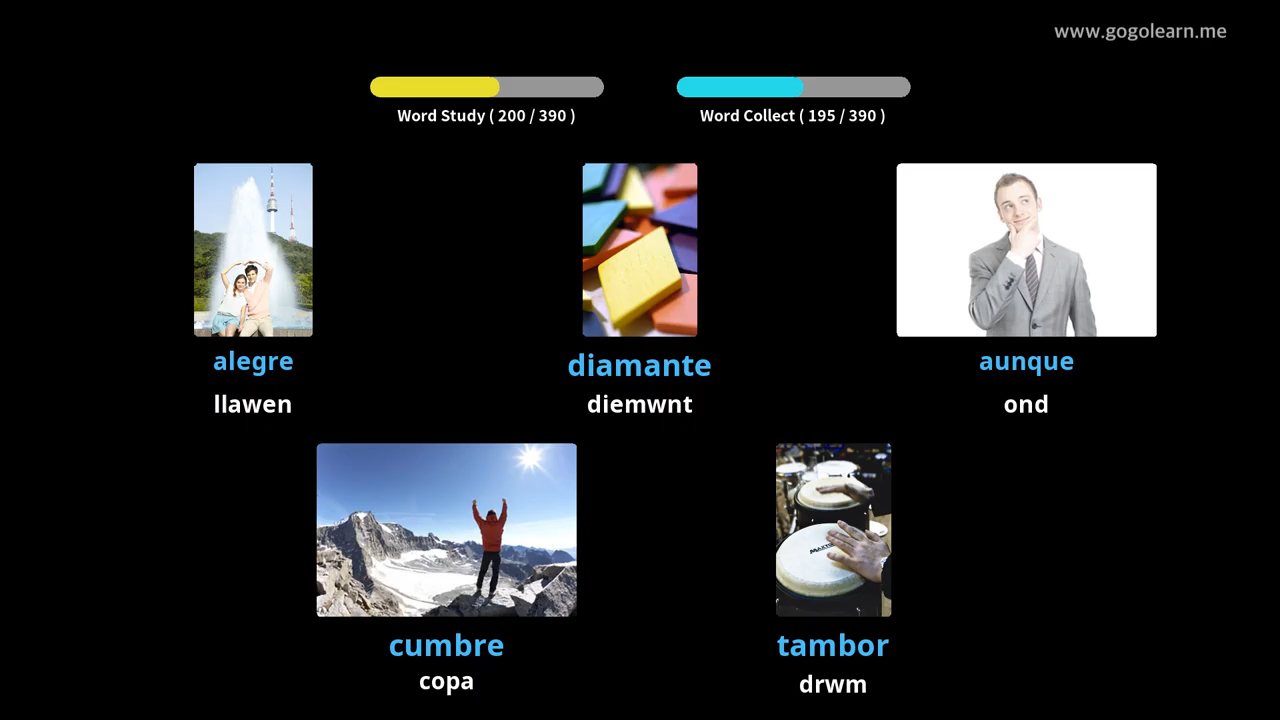 www.gogolearn.me
Word Study ( 200 / 390 )
Word Collect ( 195 / 390 )
alegre
llawen
diamante
diemwnt
aunque
ond
cumbre
copa
tambor
drwm